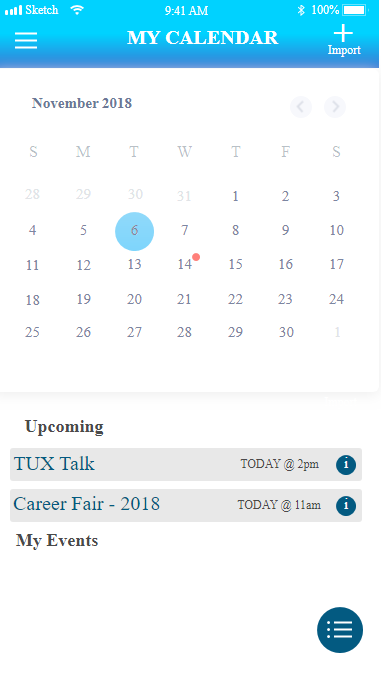 Sketch 9:41 AM 100%
MY CALENDAR
Import
November 2018
S M T W T F S
28 29 30 31 1 2 3
4 5 6 7 8 9 10
11 12 13 14 15 16 17
18 19 20 21 22 23 24
25 26 27 28 29 30 1
Upcoming
TUX Talk TODAY @ 2pm i
Career Fair - 2018 TODAY @ 11am i
My Events